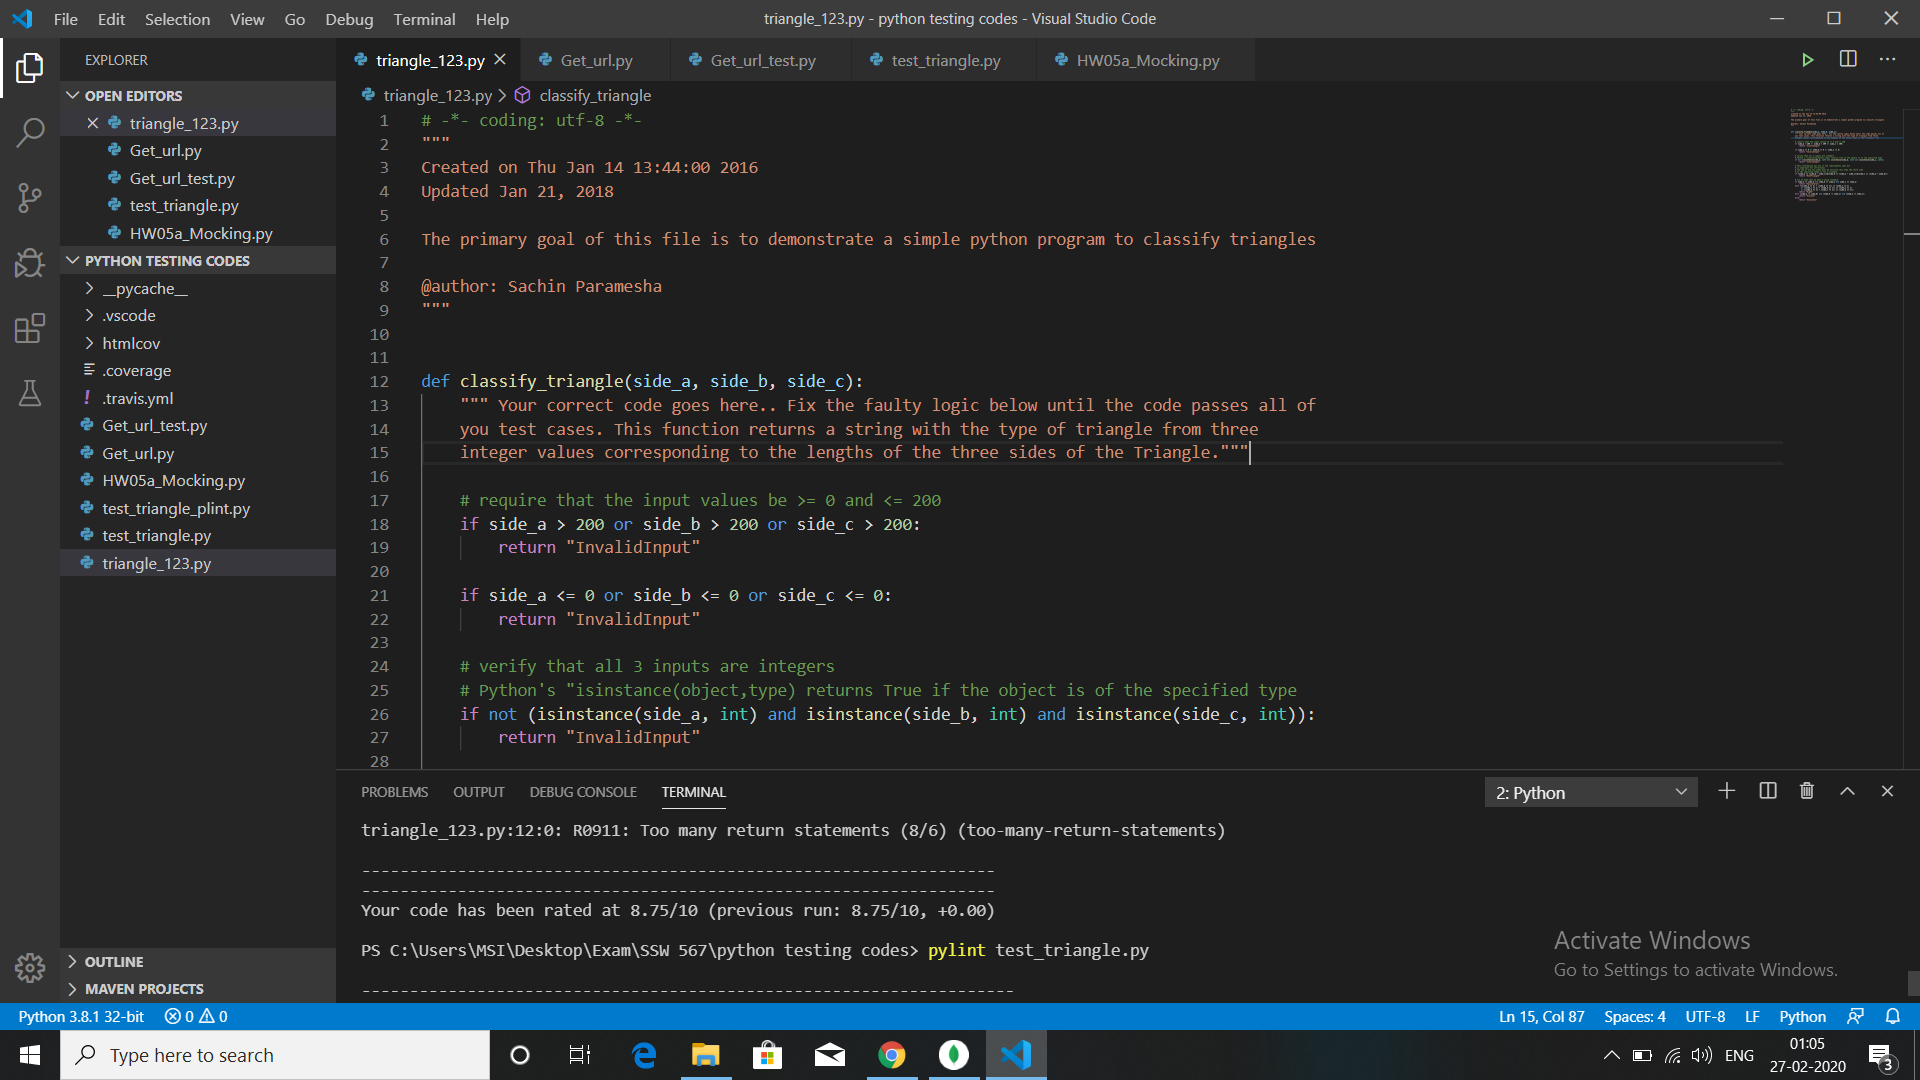 File Edit Selection View Go Debug Terminal Help
triangle_123.py - python testing codes - Visual Studio Code
EXPLORER
OPEN EDITORS
triangle_123.py
Get_url.py
Get_url_test.py
test_triangle.py
HW05a_Mocking.py
PYTHON TESTING CODES
__pycache__
.vscode
htmlcov
.coverage
.travis.yml
Get_url_test.py
Get_url.py
HW05a_Mocking.py
test_triangle_plint.py
test_triangle.py
triangle_123.py
OUTLINE
MAVEN PROJECTS
triangle_123.py Get_url.py Get_url_test.py test_triangle.py HW05a_Mocking.py
triangle_123.py > classify_triangle
1 # -*- coding: utf-8 -*-
2 """
3 Created on Thu Jan 14 13:44:00 2016
4 Updated Jan 21, 2018
5
6 The primary goal of this file is to demonstrate a simple python program to classify triangles
7
8 @author: Sachin Paramesha
9 """
10
11
12 def classify_triangle(side_a, side_b, side_c):
13 """ Your correct code goes here.. Fix the faulty logic below until the code passes all of
14 you test cases. This function returns a string with the type of triangle from three
15 integer values corresponding to the lengths of the three sides of the Triangle."""
16
17 # require that the input values be >= 0 and <= 200
18 if side_a > 200 or side_b > 200 or side_c > 200:
19 return "InvalidInput"
20
21 if side_a <= 0 or side_b <= 0 or side_c <= 0:
22 return "InvalidInput"
23
24 # verify that all 3 inputs are integers
25 # Python's "isinstance(object,type) returns True if the object is of the specified type
26 if not (isinstance(side_a, int) and isinstance(side_b, int) and isinstance(side_c, int)):
27 return "InvalidInput"
28
PROBLEMS OUTPUT DEBUG CONSOLE TERMINAL
2: Python
triangle_123.py:12:0: R0911: Too many return statements (8/6) (too-many-return-statements)
------------------------------------------------------------------
------------------------------------------------------------------
Your code has been rated at 8.75/10 (previous run: 8.75/10, +0.00)
PS C:\Users\MSI\Desktop\Exam\SSW 567\python testing codes> pylint test_triangle.py
--------------------------------------------------------------------
Activate Windows
Go to Settings to activate Windows.
Python 3.8.1 32-bit 0 0
Ln 15, Col 87 Spaces: 4 UTF-8 LF Python
Type here to search
ENG
01:05
27-02-2020
3